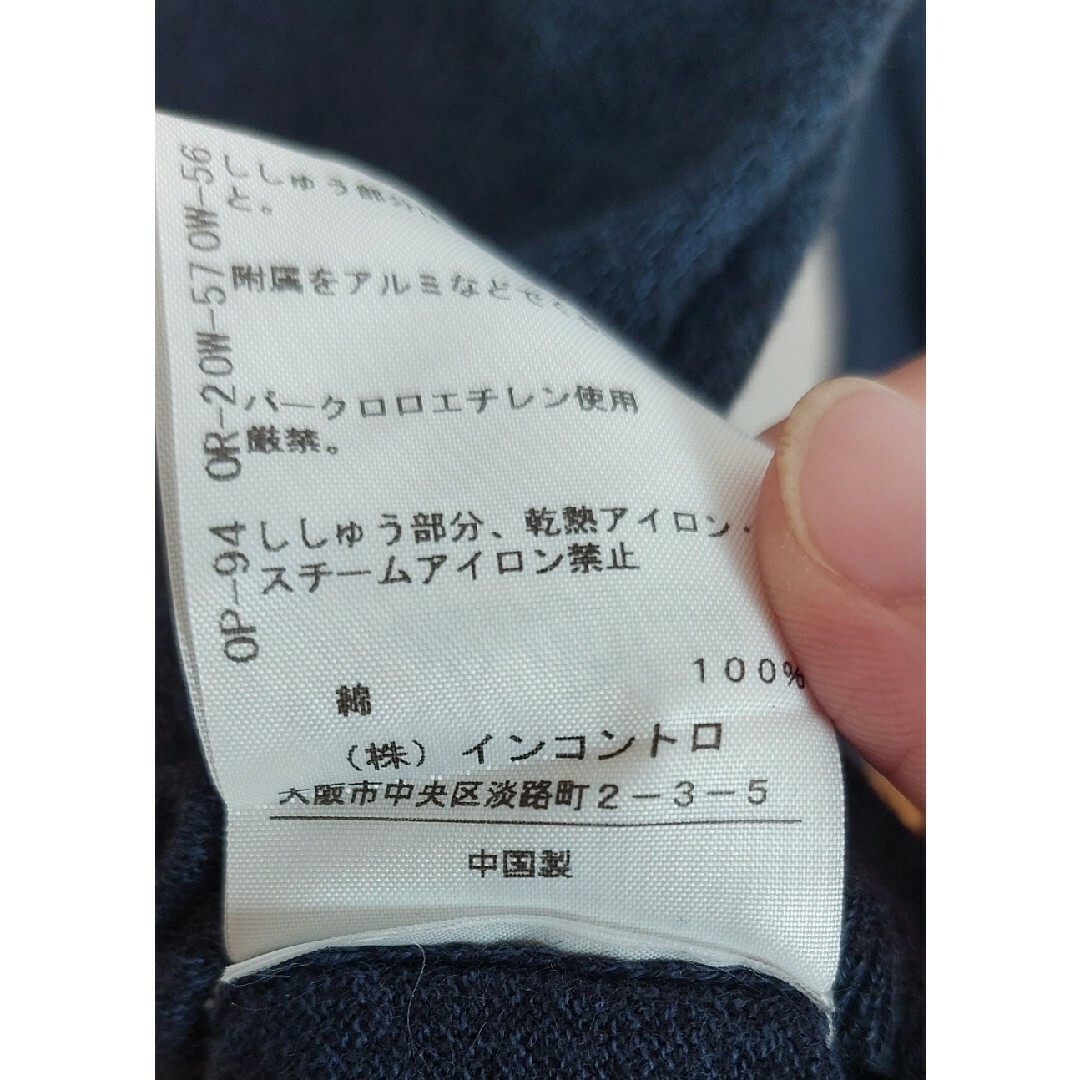 ししゅう部分
と。
附属をアルミなどで
パークロロエチレン使用
厳禁。
ししゅう部分、乾熱アイロン・
スチームアイロン禁止
綿 100%
（株）インコントロ
大阪市中央区淡路町2-3-5
中国製
OP-94 OR-20W-57 0W-56